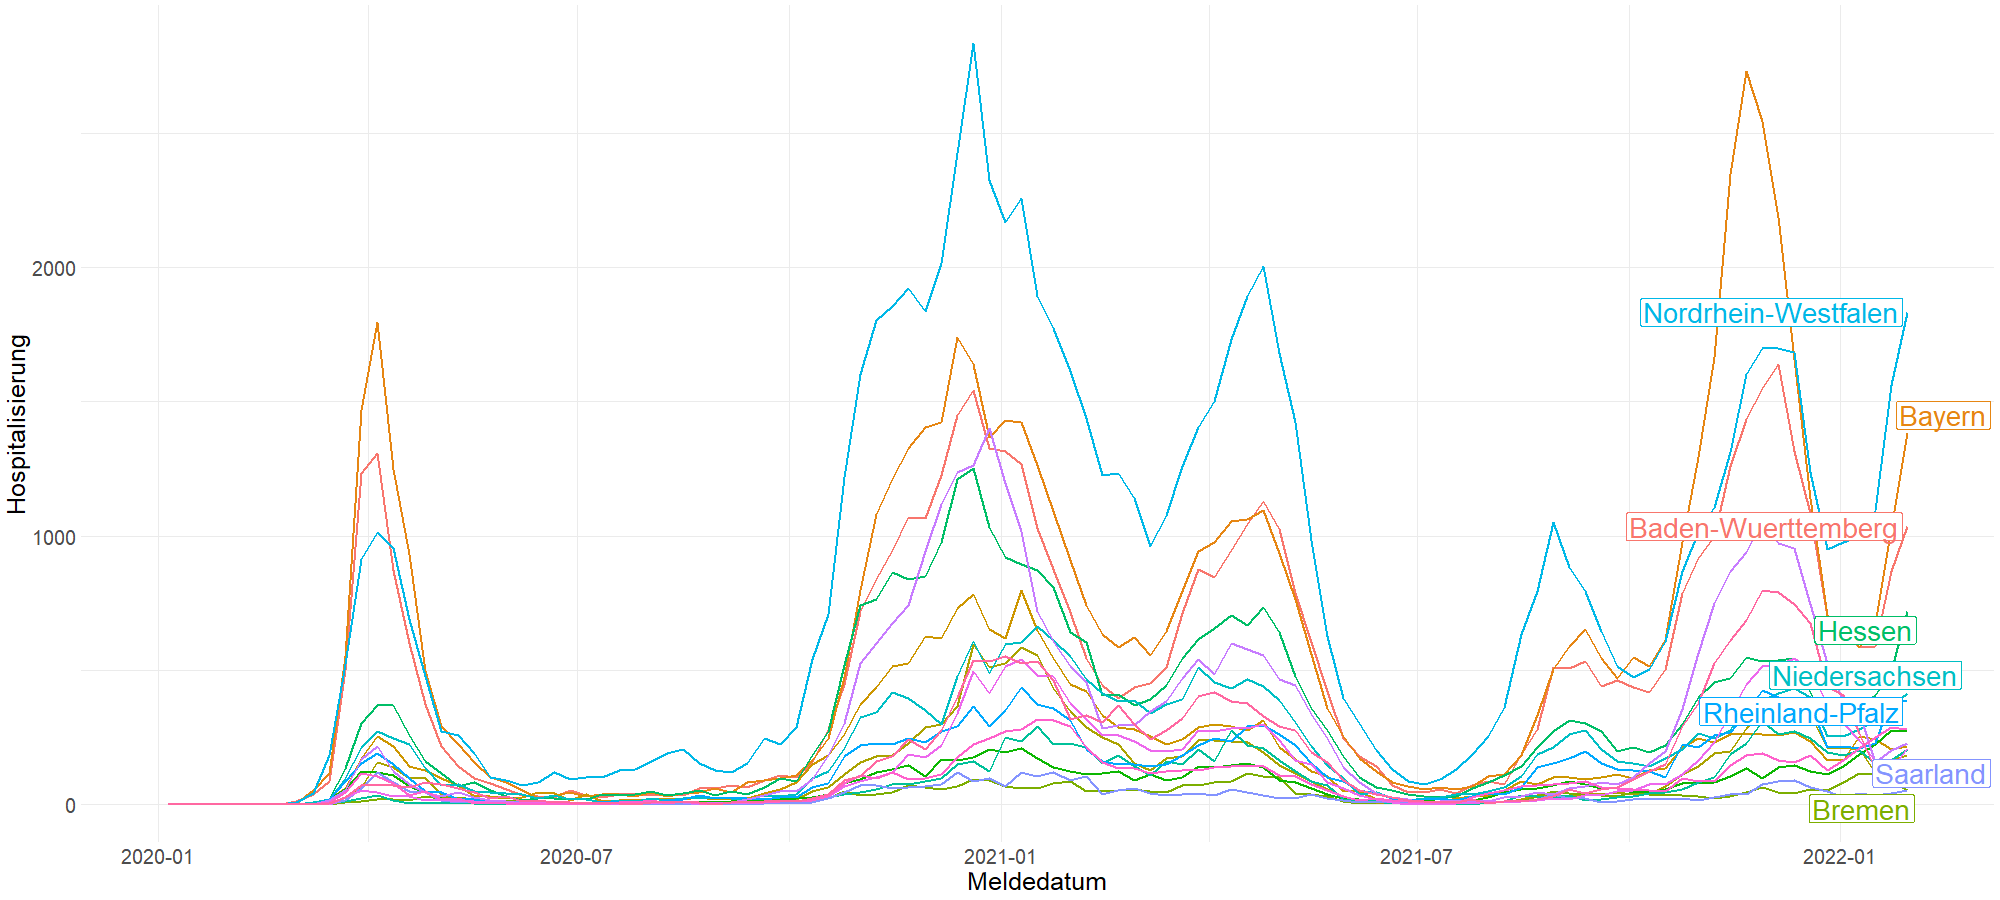 Hospitalisierung
2000
1000
0
Nordrhein-Westfalen
Bayern
Baden-Wuerttemberg
Hessen
Niedersachsen
Rheinland-Pfalz
Saarland
Bremen
2020-01
2020-07
2021-01
2021-07
2022-01
Meldedatum